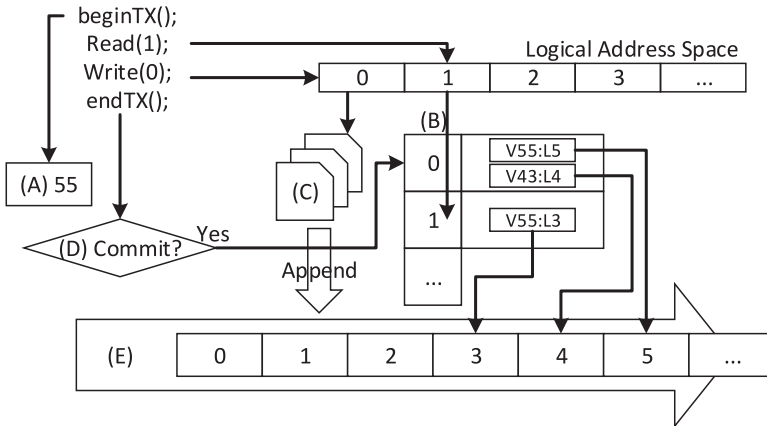 beginTX();
Read(1);
Write(0);
endTX();
Logical Address Space
0 1 2 3 ...
(A) 55
(B)
(C)
0
V55:L5
V43:L4
1
V55:L3
...
(D) Commit?
Yes
Append
(E)
0 1 2 3 4 5 ...